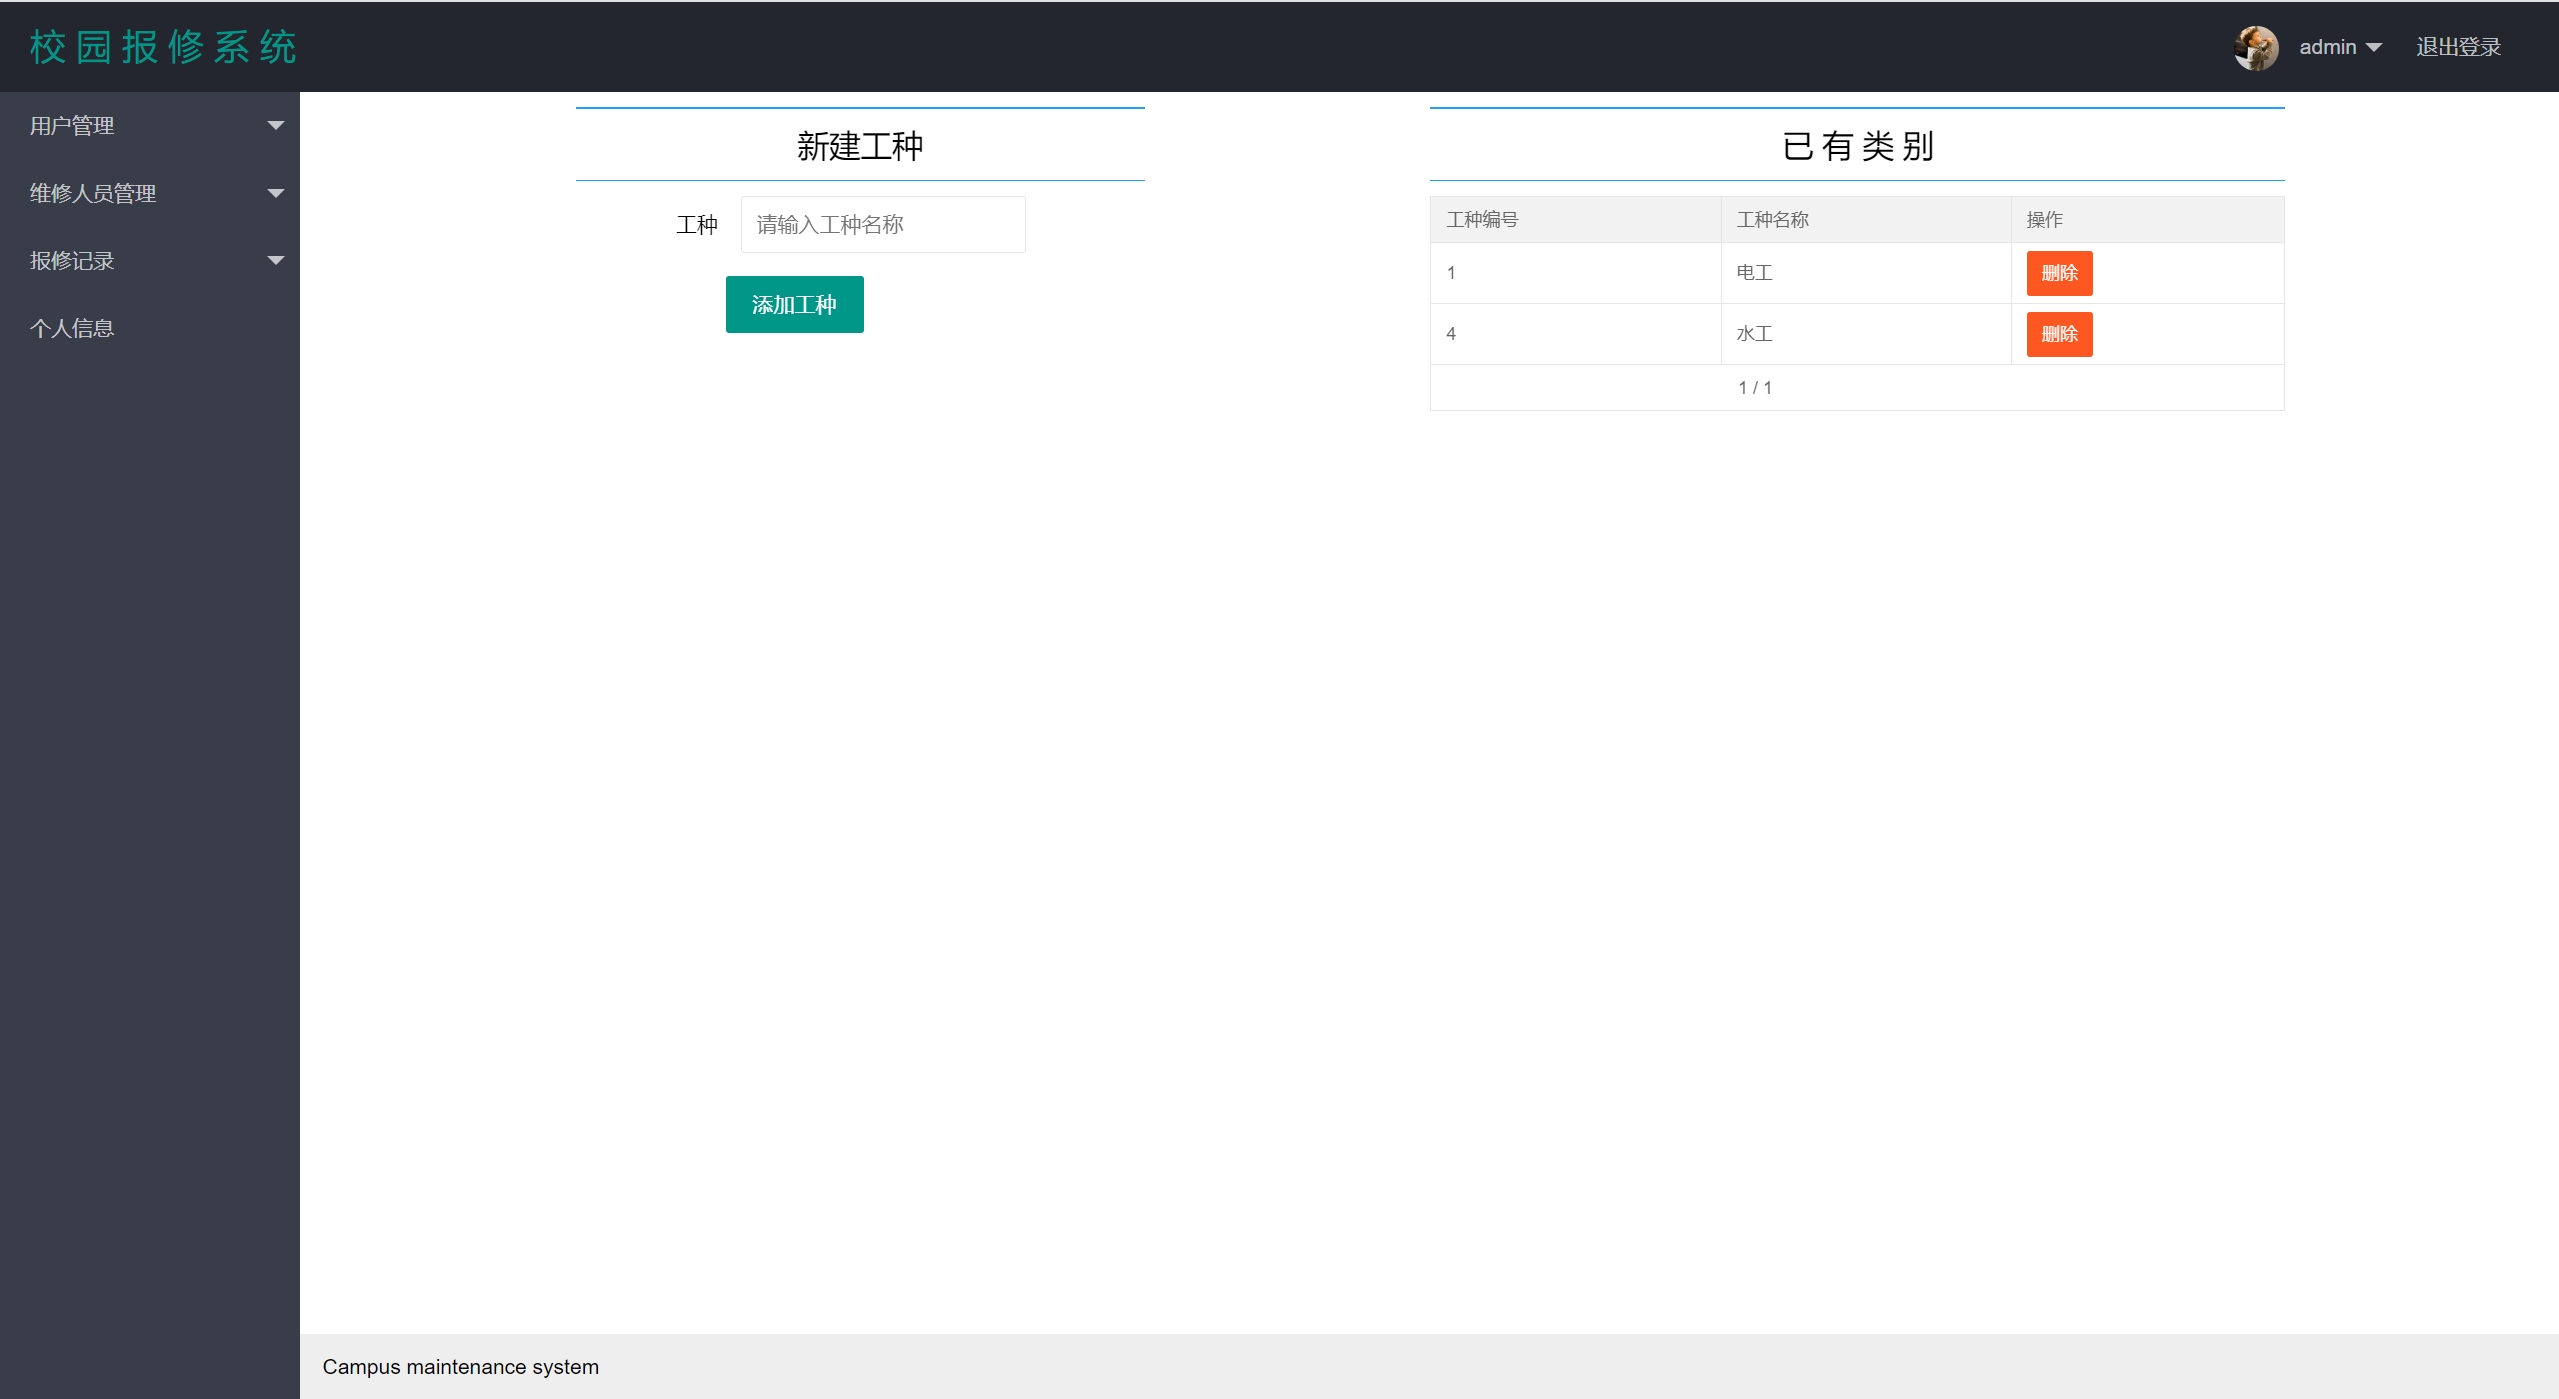 校园报修系统
admin 退出登录
用户管理
维修人员管理
报修记录
个人信息
新建工种
工种 请输入工种名称
添加工种
已有类别
工种编号 工种名称 操作
1 电工 删除
4 水工 删除
1 / 1
Campus maintenance system